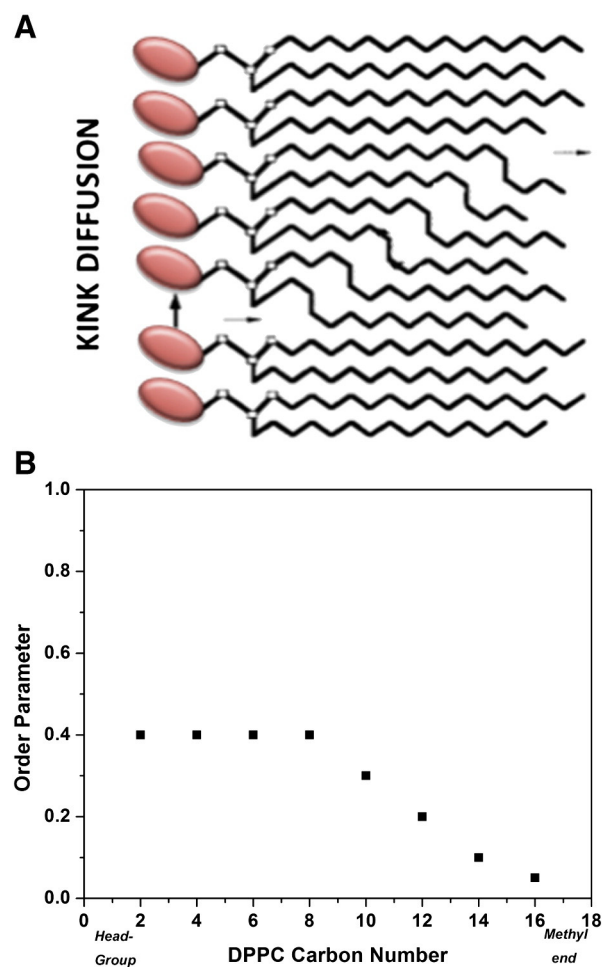 A
KINK DIFFUSION
B
1.0
0.8
0.6
0.4
0.2
0.0
Order Parameter
0 2 4 6 8 10 12 14 16 18
Head-
Group
DPPC Carbon Number
Methyl
end